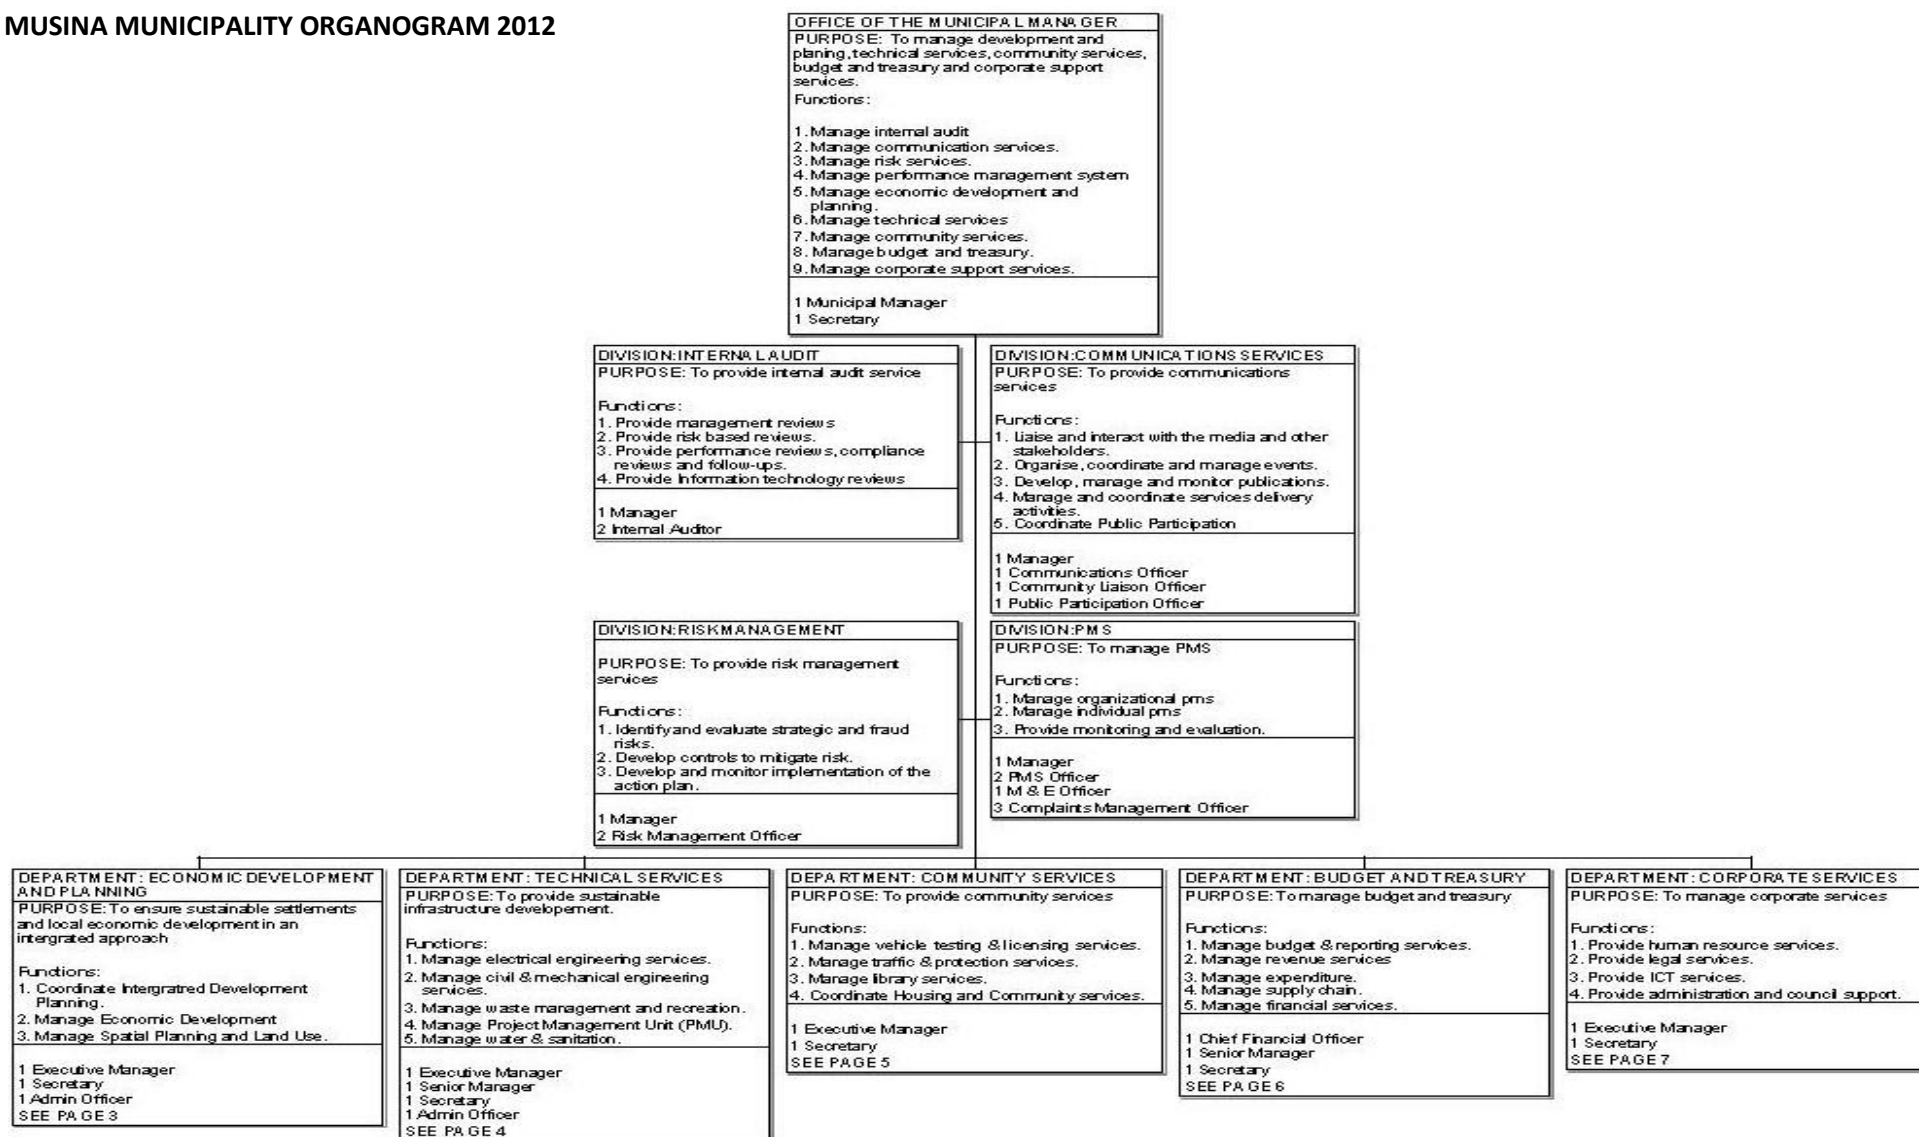 MUSINA MUNICIPALITY ORGANOGRAM 2012
OFFICE OF THE MUNICIPAL MANAGER
PURPOSE: To manage development and
planing, technical services, community services,
budget and treasury and corporate support
services.
Functions:
1. Manage internal audit
2. Manage communication services.
3. Manage risk services.
4. Manage performance management system
5. Manage economic development and
planning.
6. Manage technical services
7. Manage community services.
8. Manage budget and treasury.
9. Manage corporate support services.
1 Municipal Manager
1 Secretary
DIVISION:INTERNAL AUDIT
PURPOSE: To provide internal audit service
Functions:
1. Provide management reviews
2. Provide risk based reviews.
3. Provide performance reviews, compliance
reviews and follow-ups.
4. Provide Information technology reviews
1 Manager
2 Internal Auditor
DIVISION:COMMUNICATIONS SERVICES
PURPOSE: To provide communications
services
Functions:
1. Liaise and interact with the media and other
stakeholders.
2. Organise, coordinate and manage events.
3. Develop, manage and monitor publications.
4. Manage and coordinate services delivery
activities.
5. Coordinate Public Participation
1 Manager
1 Communications Officer
1 Community Liaison Officer
1 Public Participation Officer
DIVISION:RISK MANAGEMENT
PURPOSE: To provide risk management
services
Functions:
1. Identify and evaluate strategic and fraud
risks.
2. Develop controls to mitigate risk.
3. Develop and monitor implementation of the
action plan.
1 Manager
2 Risk Management Officer
DIVISION:PMS
PURPOSE: To manage PMS
Functions:
1. Manage organizational pms
2. Manage individual pms
3. Provide monitoring and evaluation.
1 Manager
2 PMS Officer
1 M & E Officer
3 Complaints Management Officer
DEPARTMENT: ECONOMIC DEVELOPMENT
AND PLANNING
PURPOSE: To ensure sustainable settlements
and local economic development in an
intergrated approach
Functions:
1. Coordinate Intergratred Development
Planning.
2. Manage Economic Development
3. Manage Spatial Planning and Land Use.
1 Executive Manager
1 Secretary
1 Admin Officer
SEE PAGE 3
DEPARTMENT: TECHNICAL SERVICES
PURPOSE: To provide sustainable
infrastructure developement.
Functions:
1. Manage electrical engineering services.
2. Manage civil & mechanical engineering
services.
3. Manage waste management and recreation.
4. Manage Project Management Unit (PMU).
5. Manage water & sanitation.
1 Executive Manager
1 Senior Manager
1 Secretary
1 Admin Officer
SEE PAGE 4
DEPARTMENT: COMMUNITY SERVICES
PURPOSE: To provide community services
Functions:
1. Manage vehicle testing & licensing services.
2. Manage traffic & protection services.
3. Manage library services.
4. Coordinate Housing and Community services.
1 Executive Manager
1 Secretary
SEE PAGE 5
DEPARTMENT: BUDGET AND TREASURY
PURPOSE: To manage budget and treasury
Functions:
1. Manage budget & reporting services.
2. Manage revenue services
3. Manage expenditure.
4. Manage supply chain.
5. Manage financial services.
1 Chief Financial Officer
1 Senior Manager
1 Secretary
SEE PAGE 6
DEPARTMENT: CORPORATE SERVICES
PURPOSE: To manage corporate services
Functions:
1. Provide human resource services.
2. Provide legal services.
3. Provide ICT services.
4. Provide administration and council support.
1 Executive Manager
1 Secretary
SEE PAGE 7